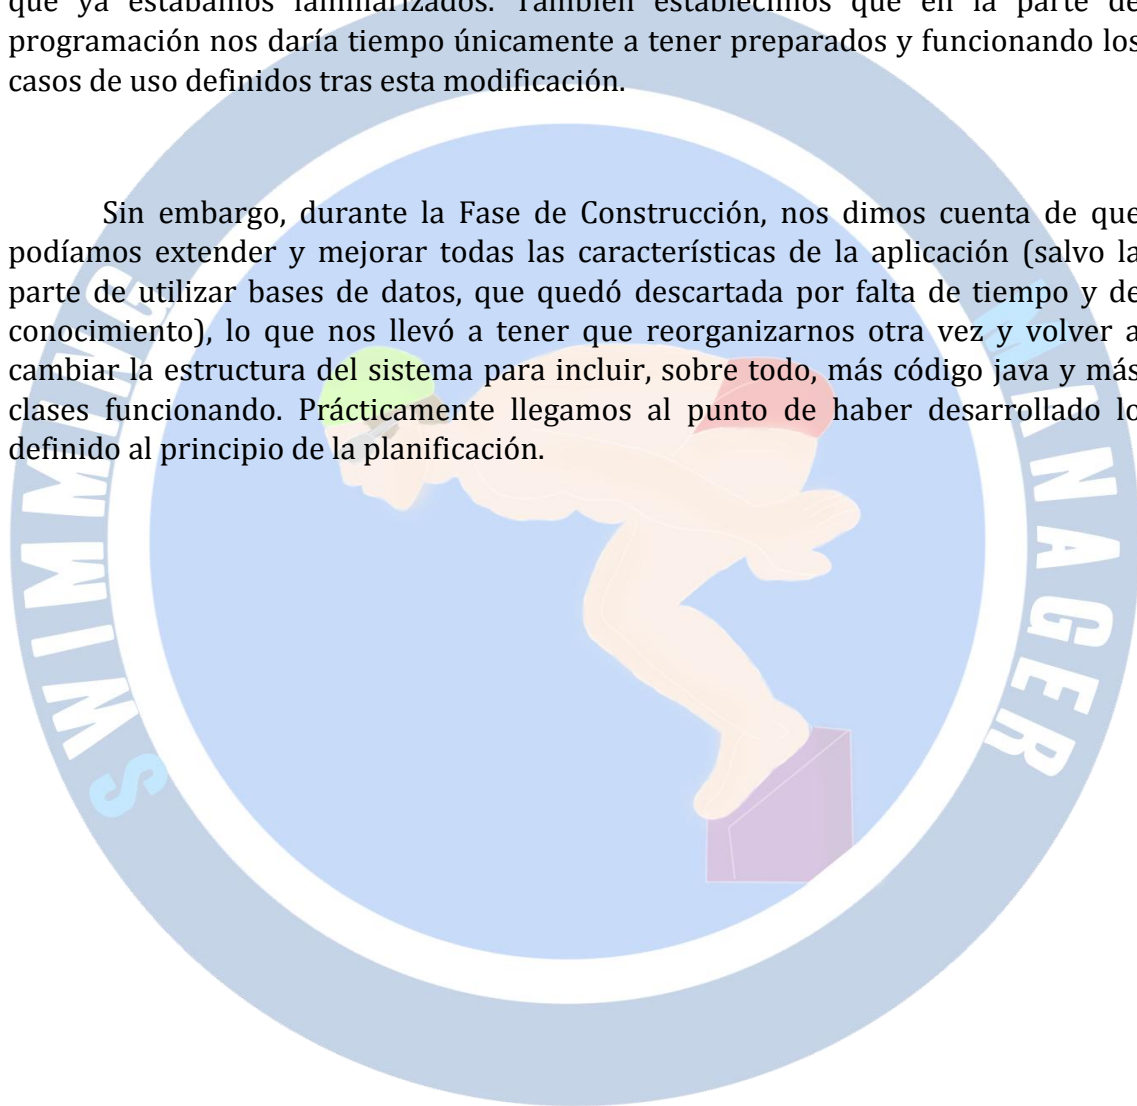 que ya estábamos familiarizados. También establecimos que en la parte de
programación nos daría tiempo únicamente a tener preparados y funcionando los
casos de uso definidos tras esta modificación.
Sin embargo, durante la Fase de Construcción, nos dimos cuenta de que
podíamos extender y mejorar todas las características de la aplicación (salvo la
parte de utilizar bases de datos, que quedó descartada por falta de tiempo y de
conocimiento), lo que nos llevó a tener que reorganizarnos otra vez y volver a
cambiar la estructura del sistema para incluir, sobre todo, más código java y más
clases funcionando. Prácticamente llegamos al punto de haber desarrollado lo
definido al principio de la planificación.
SWIMMING
MANAGER